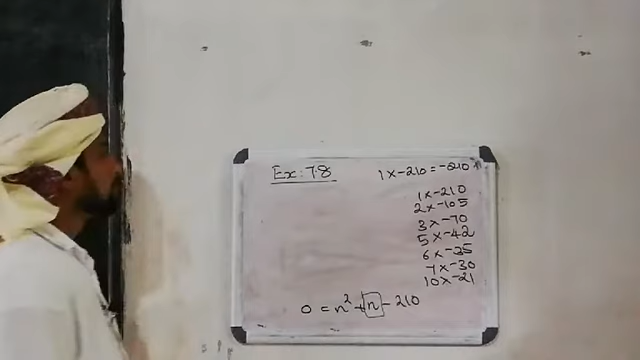 Ex: 7.8
1 x -210 = -210
1 x -210
2 x -105
3 x -70
5 x -42
6 x -35
7 x -30
10 x -21
0 = n² + n - 210